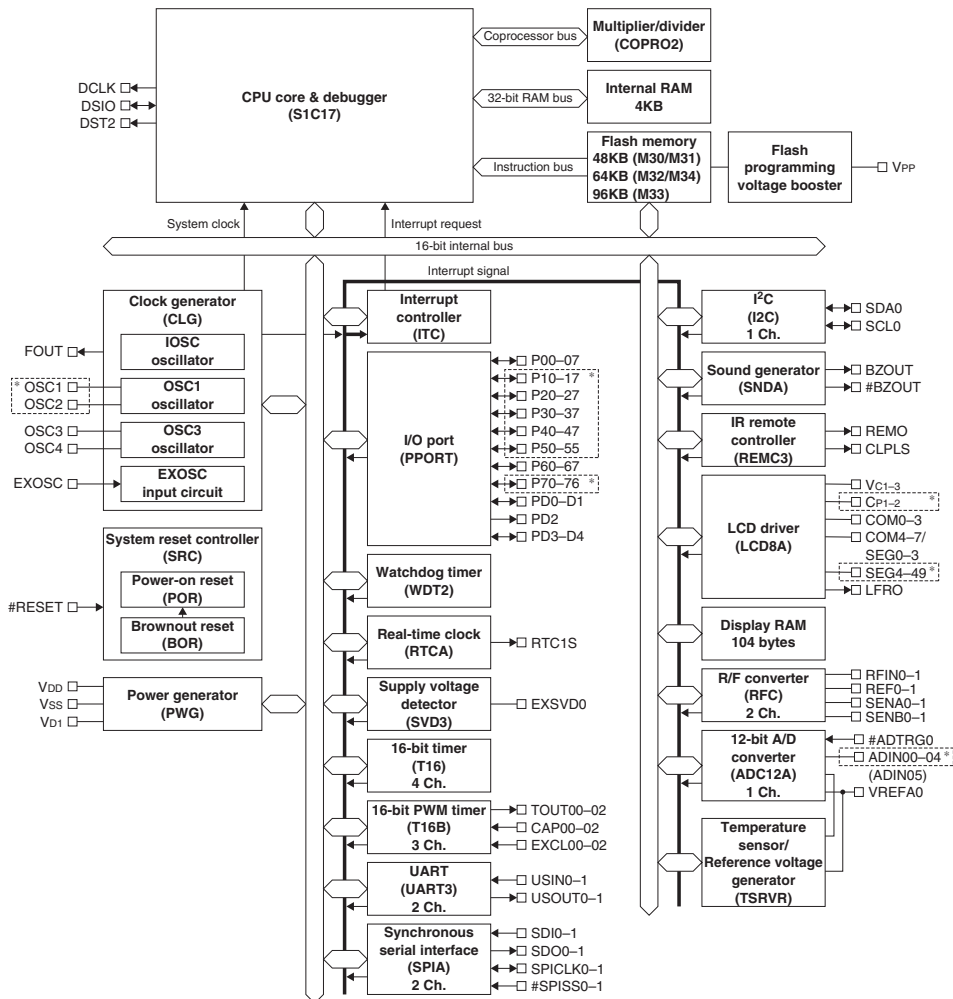 Coprocessor bus
Multiplier/divider
(COPRO2)
DCLK
DSIO
DST2
CPU core & debugger
(S1C17)
32-bit RAM bus
Internal RAM
4KB
Instruction bus
Flash memory
48KB (M30/M31)
64KB (M32/M34)
96KB (M33)
Flash
programming
voltage booster
VPP
System clock
Interrupt request
16-bit internal bus
Interrupt signal
Clock generator
(CLG)
IOSC
oscillator
OSC1
oscillator
OSC3
oscillator
EXOSC
input circuit
FOUT
* OSC1
OSC2
OSC3
OSC4
EXOSC
System reset controller
(SRC)
Power-on reset
(POR)
Brownout reset
(BOR)
#RESET
VDD
VSS
VD1
Power generator
(PWG)
Interrupt
controller
(ITC)
I/O port
(PPORT)
P00–07
P10–17 *
P20–27
P30–37
P40–47
P50–55
P60–67
P70–76 *
PD0–D1
PD2
PD3–D4
Watchdog timer
(WDT2)
Real-time clock
(RTCA)
RTC1S
Supply voltage
detector
(SVD3)
EXSVD0
16-bit timer
(T16)
4 Ch.
16-bit PWM timer
(T16B)
3 Ch.
TOUT00–02
CAP00–02
EXCL00–02
UART
(UART3)
2 Ch.
USIN0–1
USOUT0–1
Synchronous
serial interface
(SPIA)
2 Ch.
SDI0–1
SDO0–1
SPICLK0–1
#SPISS0–1
I2C
(I2C)
1 Ch.
SDA0
SCL0
Sound generator
(SNDA)
BZOUT
#BZOUT
IR remote
controller
(REMC3)
REMO
CLPLS
LCD driver
(LCD8A)
VC1–3
CP1–2 *
COM0–3
COM4–7/
SEG0–3
SEG4–49 *
LFRO
Display RAM
104 bytes
R/F converter
(RFC)
2 Ch.
RFIN0–1
REF0–1
SENA0–1
SENB0–1
12-bit A/D
converter
(ADC12A)
1 Ch.
#ADTRG0
ADIN00–04 *
(ADIN05)
VREFA0
Temperature
sensor/
Reference voltage
generator
(TSRVR)